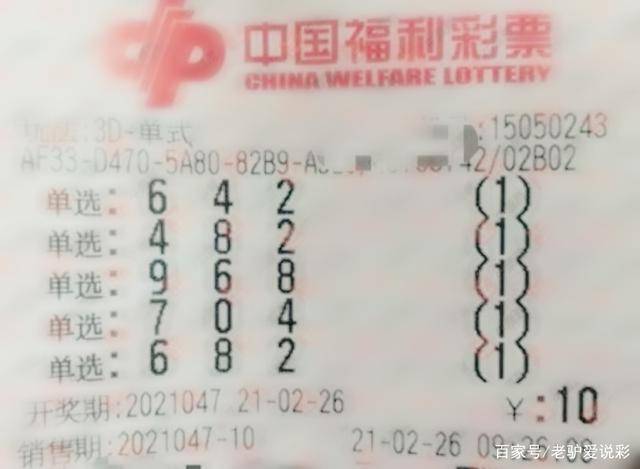 中国福利彩票
CHINA WELFARE LOTTERY
3D-单式 :15050243
AF33-D470-5A80-82B9- 42/02B02
单选: 6 4 2 (1)
单选: 4 8 2 (1)
单选: 9 6 8 (1)
单选: 7 0 4 (1)
单选: 6 8 2 (1)
开奖期:2021047 21-02-26 ¥:10
销售期:2021047-10 21-02-26
百家号/老驴爱说彩